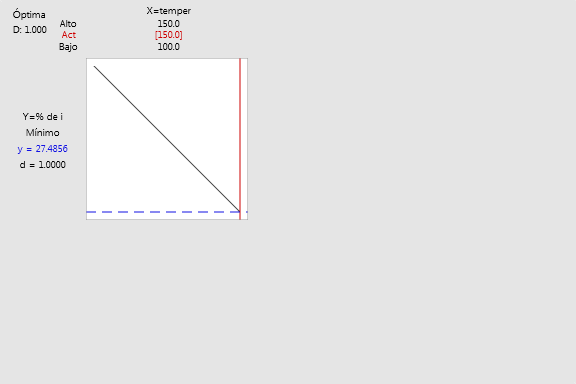 Óptima
D: 1.000
X=temper
Alto 150.0
Act [150.0]
Bajo 100.0
Y=% de i
Mínimo
y = 27.4856
d = 1.0000